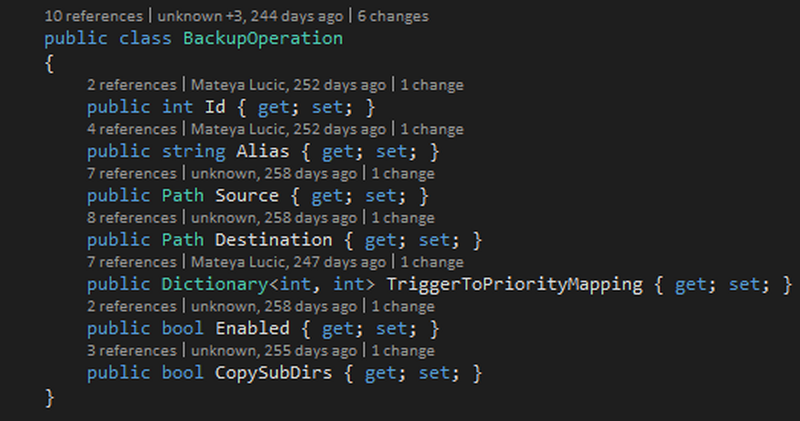 10 references | unknown +3, 244 days ago | 6 changes
public class BackupOperation
{
2 references | Mateya Lucic, 252 days ago | 1 change
public int Id { get; set; }
4 references | Mateya Lucic, 252 days ago | 1 change
public string Alias { get; set; }
7 references | unknown, 258 days ago | 1 change
public Path Source { get; set; }
8 references | unknown, 258 days ago | 1 change
public Path Destination { get; set; }
7 references | Mateya Lucic, 247 days ago | 1 change
public Dictionary<int, int> TriggerToPriorityMapping { get; set; }
2 references | unknown, 258 days ago | 1 change
public bool Enabled { get; set; }
3 references | unknown, 255 days ago | 1 change
public bool CopySubDirs { get; set; }
}